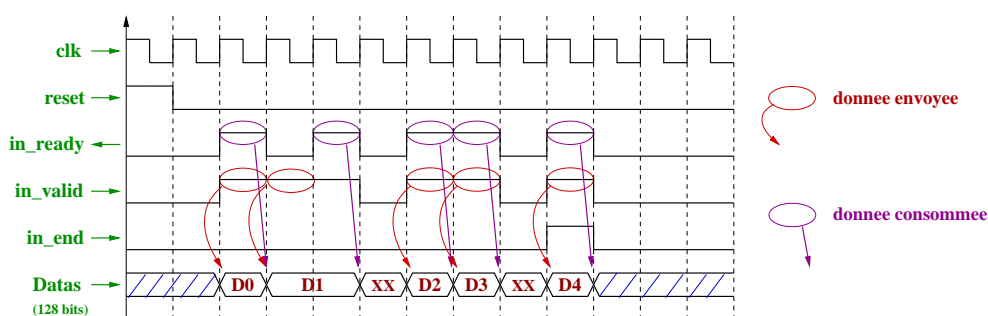 clk
reset
donnee envoyee
in_ready
in_valid
donnee consommee
in_end
Datas D0 D1 XX D2 D3 XX D4
(128 bits)